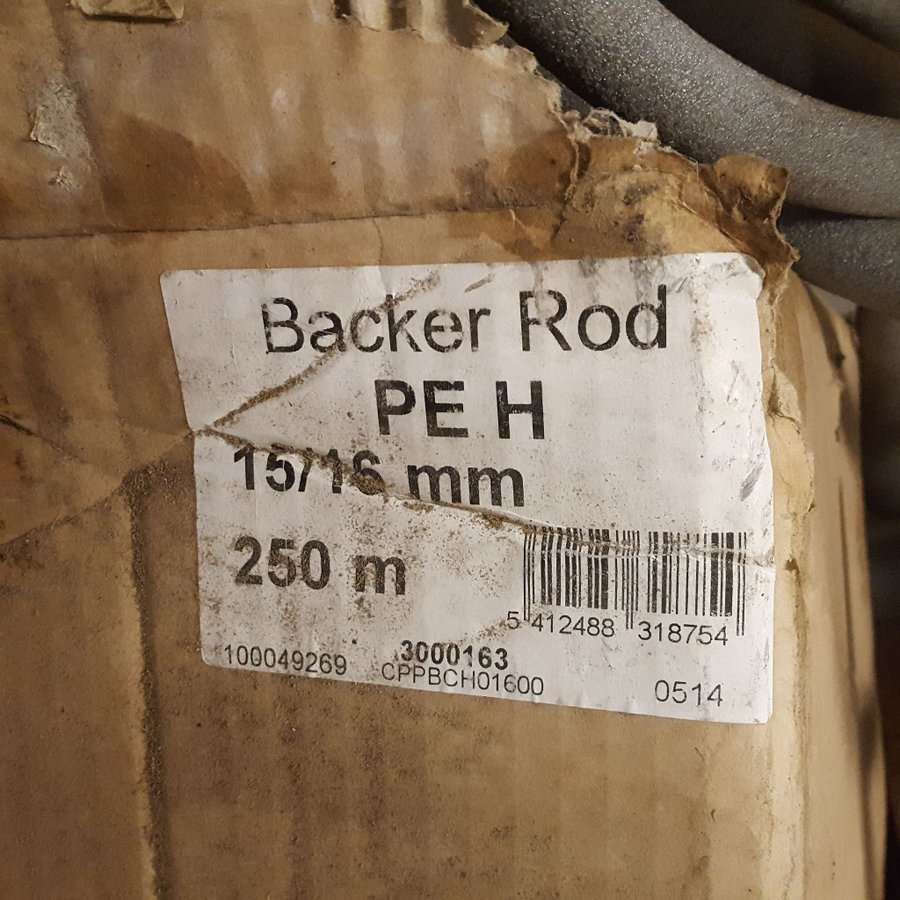 Backer Rod
PE H
15/16 mm
250 m
5 412488 318754
100049269 3000163
CPPBCH01600 0514